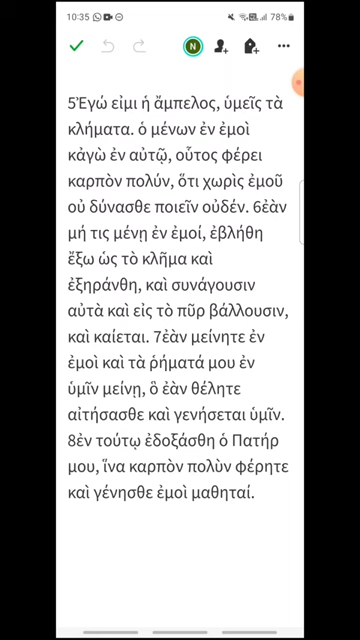 10:35
78%
N
5Ἐγώ εἰμι ἡ ἄμπελος, ὑμεῖς τὰ
κλήματα. ὁ μένων ἐν ἐμοὶ
κἀγὼ ἐν αὐτῷ, οὗτος φέρει
καρπὸν πολύν, ὅτι χωρὶς ἐμοῦ
οὐ δύνασθε ποιεῖν οὐδέν. 6ἐὰν
μή τις μένῃ ἐν ἐμοί, ἐβλήθη
ἔξω ὡς τὸ κλῆμα καὶ
ἐξηράνθη, καὶ συνάγουσιν
αὐτὰ καὶ εἰς τὸ πῦρ βάλλουσιν,
καὶ καίεται. 7ἐὰν μείνητε ἐν
ἐμοὶ καὶ τὰ ῥήματά μου ἐν
ὑμῖν μείνῃ, ὃ ἐὰν θέλητε
αἰτήσασθε καὶ γενήσεται ὑμῖν.
8ἐν τούτῳ ἐδοξάσθη ὁ Πατήρ
μου, ἵνα καρπὸν πολὺν φέρητε
καὶ γένησθε ἐμοὶ μαθηταί.